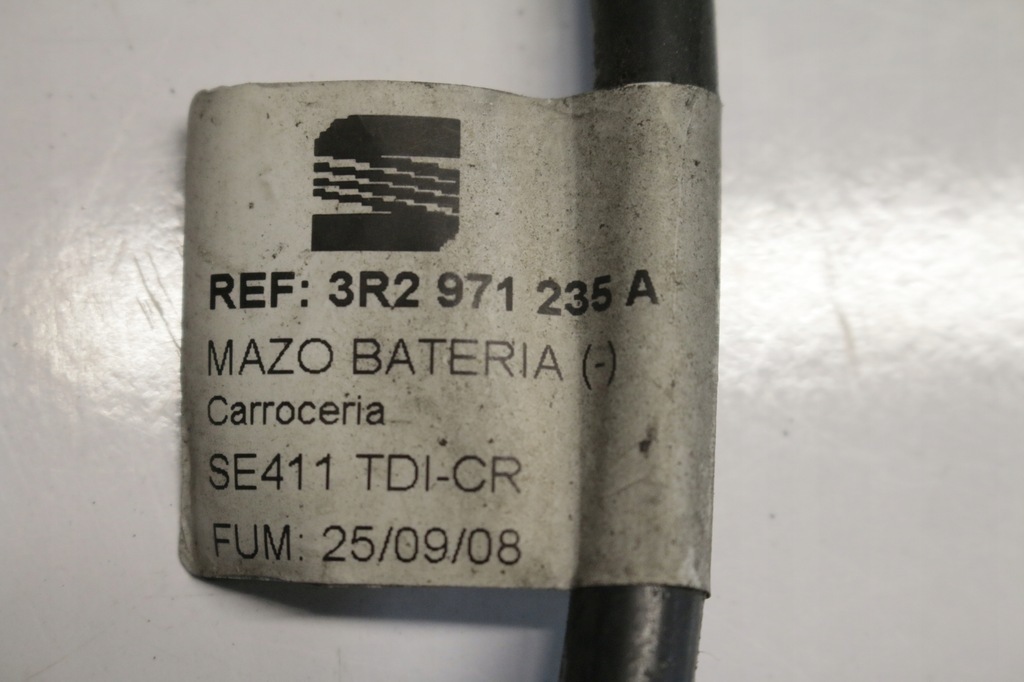 REF: 3R2 971 235 A
MAZO BATERIA (-)
Carroceria
SE411 TDI-CR
FUM: 25/09/08